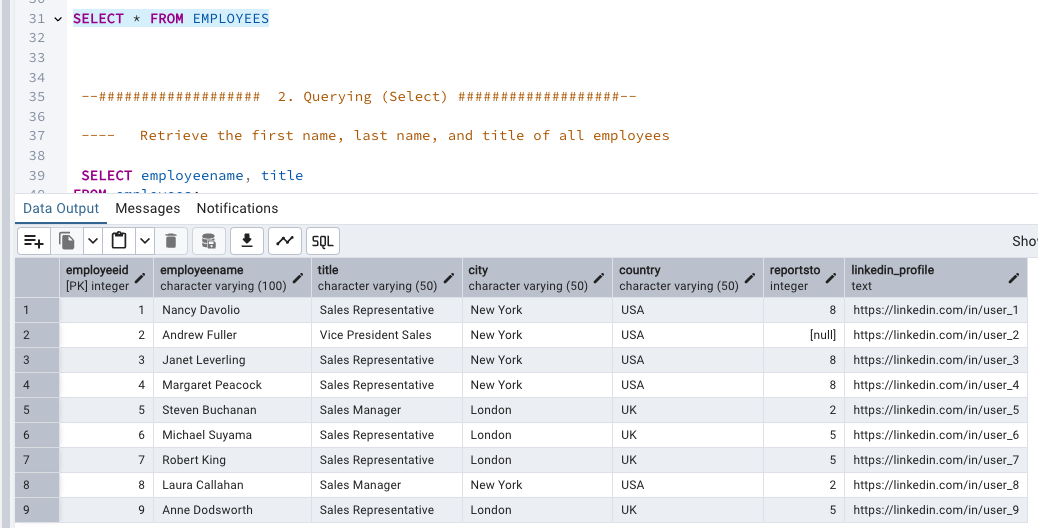 31 SELECT * FROM EMPLOYEES
32
33
34
35 --################### 2. Querying (Select) ###################--
36
37 ---- Retrieve the first name, last name, and title of all employees
38
39 SELECT employeename, title
Data Output Messages Notifications
SQL
employeeid employeename title city country reportsto linkedin_profile
[PK] integer character varying (100) character varying (50) character varying (50) character varying (50) integer text
1 1 Nancy Davolio Sales Representative New York USA 8 https://linkedin.com/in/user_1
2 2 Andrew Fuller Vice President Sales New York USA [null] https://linkedin.com/in/user_2
3 3 Janet Leverling Sales Representative New York USA 8 https://linkedin.com/in/user_3
4 4 Margaret Peacock Sales Representative New York USA 8 https://linkedin.com/in/user_4
5 5 Steven Buchanan Sales Manager London UK 2 https://linkedin.com/in/user_5
6 6 Michael Suyama Sales Representative London UK 5 https://linkedin.com/in/user_6
7 7 Robert King Sales Representative London UK 5 https://linkedin.com/in/user_7
8 8 Laura Callahan Sales Manager New York USA 2 https://linkedin.com/in/user_8
9 9 Anne Dodsworth Sales Representative London UK 5 https://linkedin.com/in/user_9